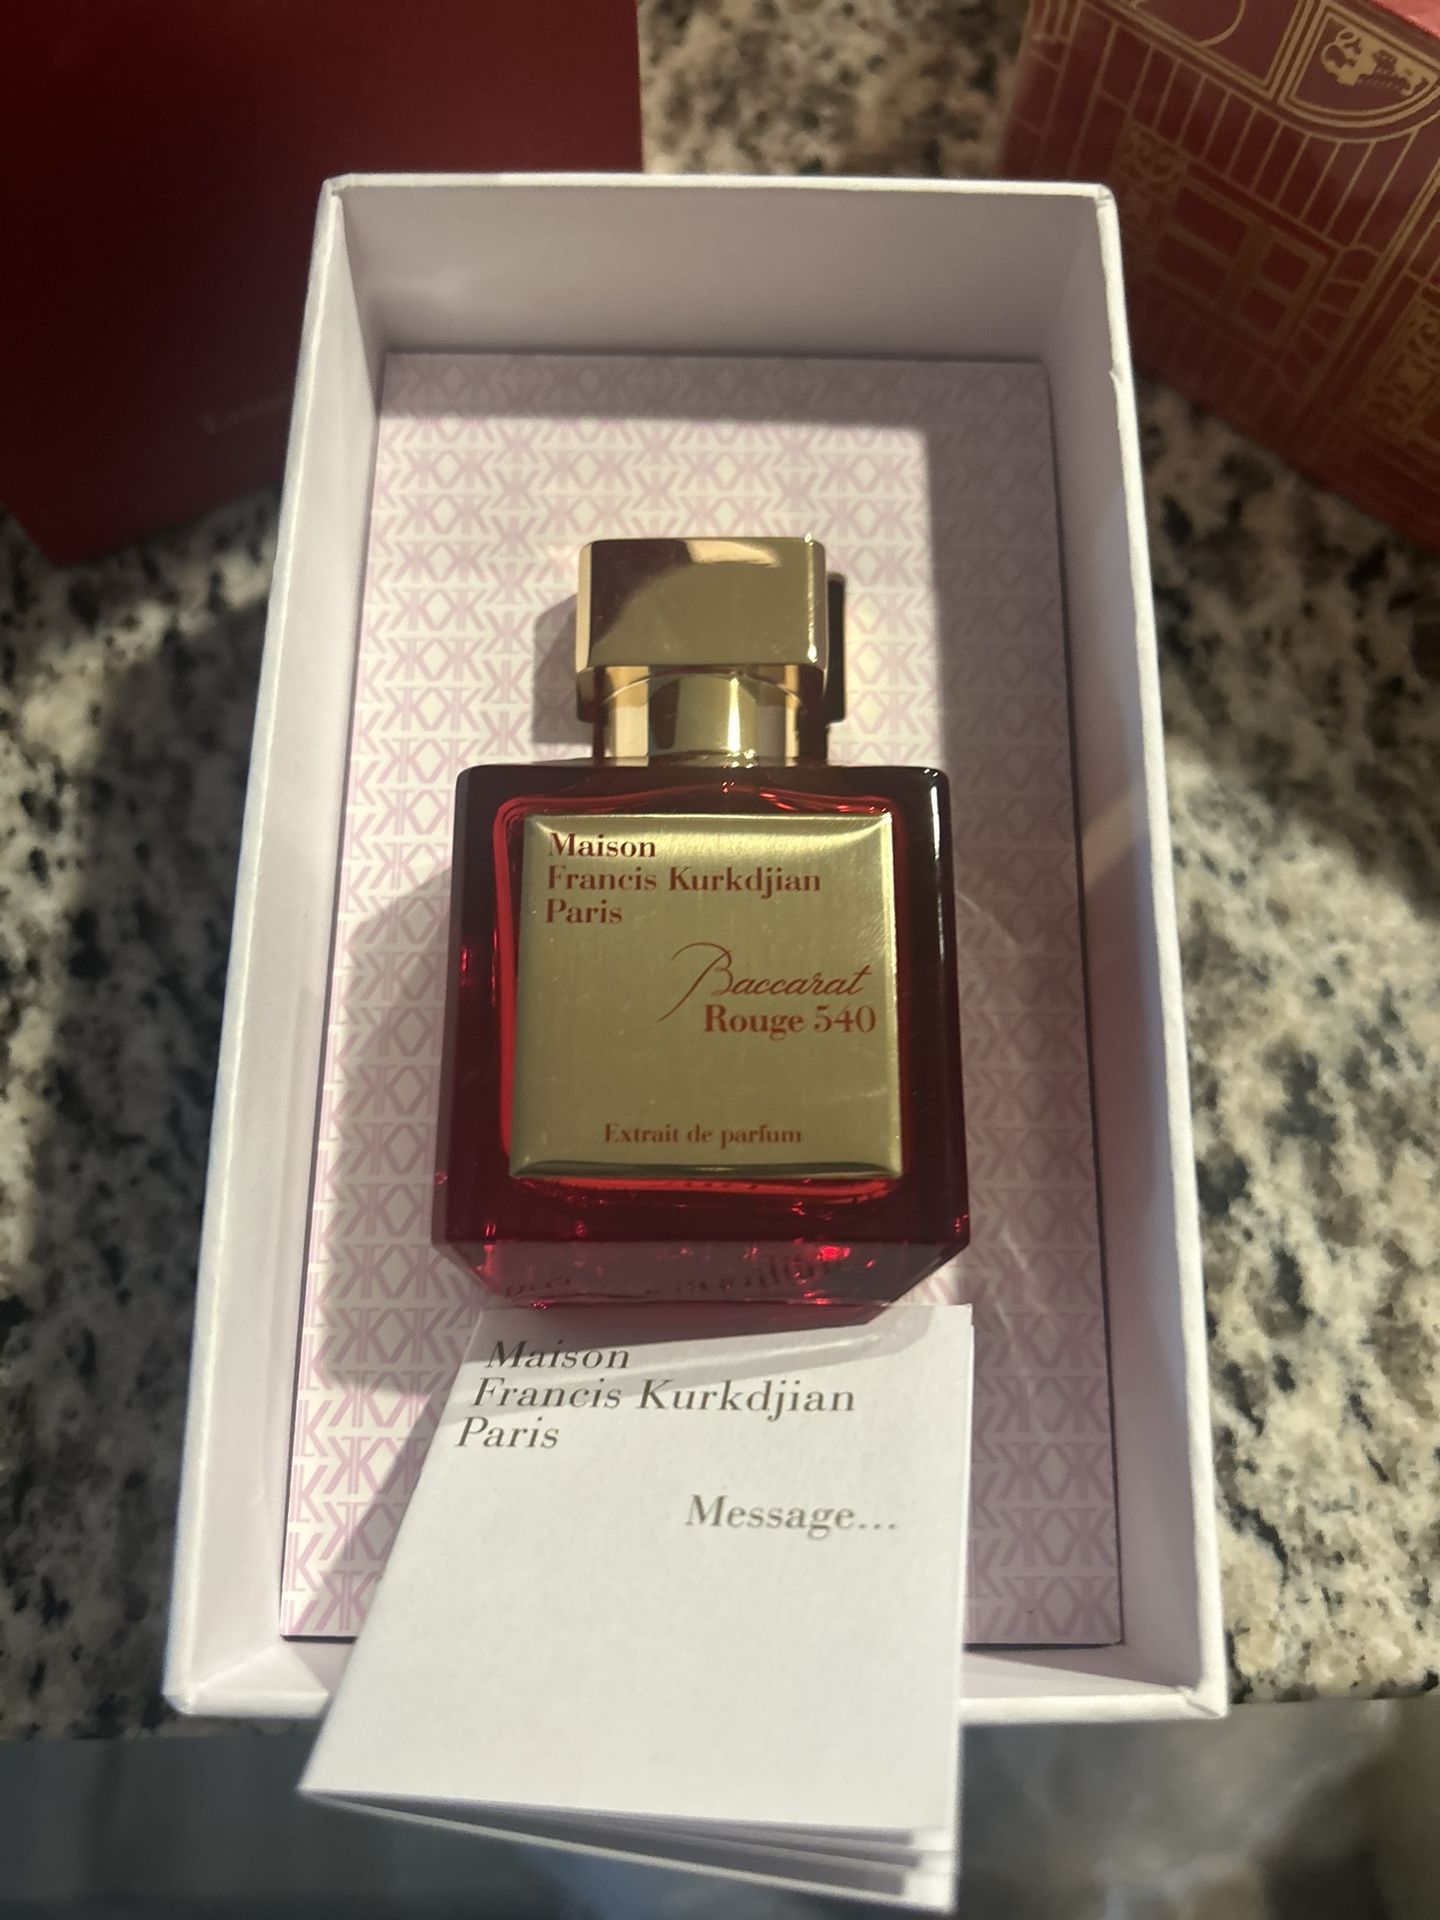 Maison
Francis Kurkdjian
Paris
Baccarat
Rouge 540
Extrait de parfum
Maison
Francis Kurkdjian
Paris
Message...